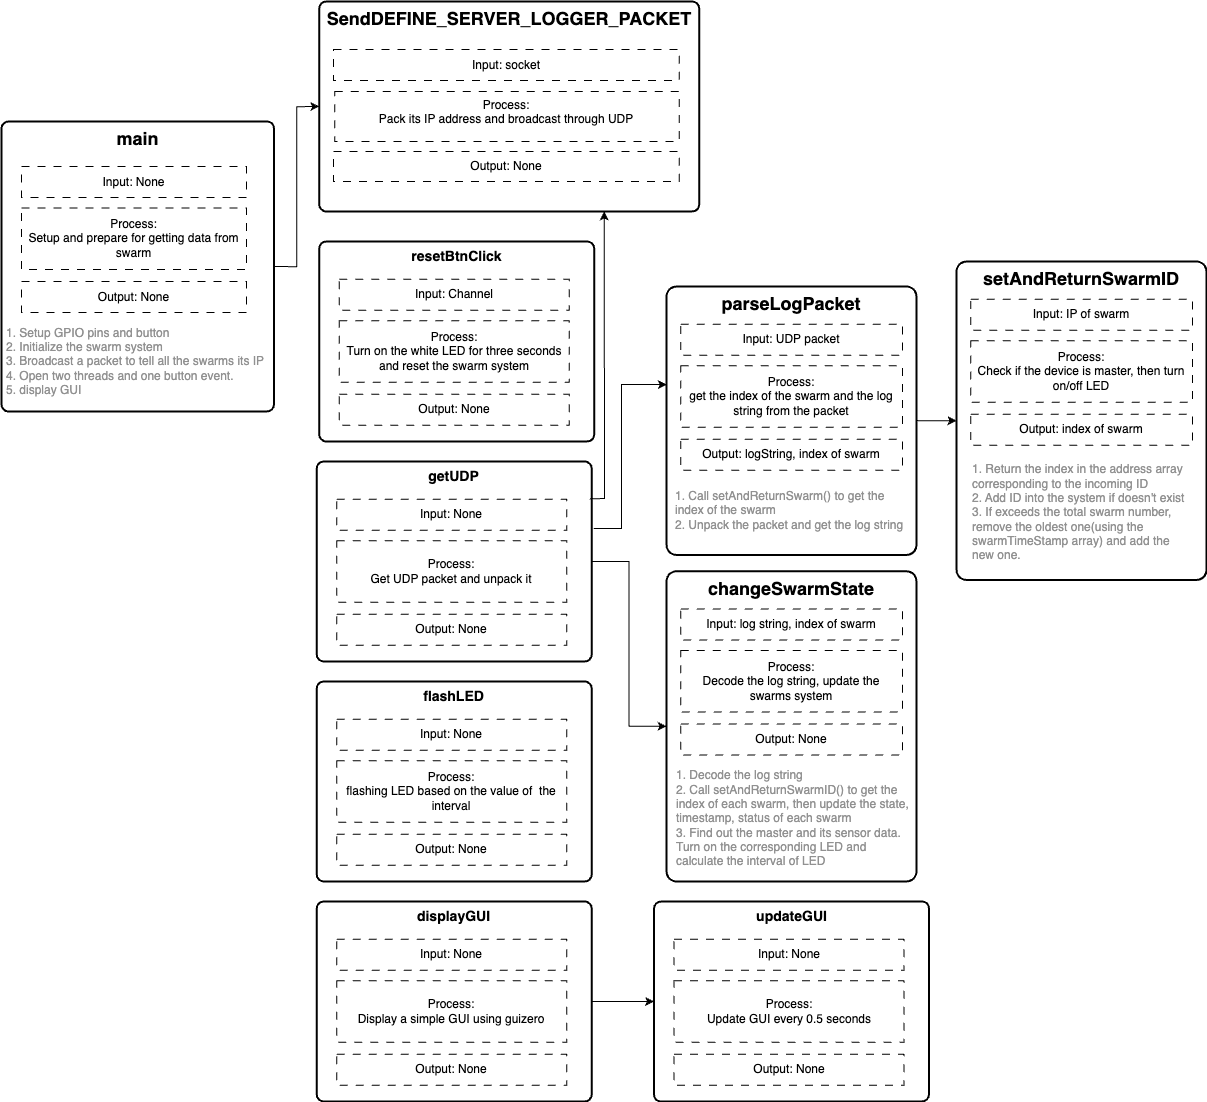 SendDEFINE_SERVER_LOGGER_PACKET
Input: socket
Process:
Pack its IP address and broadcast through UDP
Output: None
main
Input: None
Process:
Setup and prepare for getting data from
swarm
Output: None
1. Setup GPIO pins and button
2. Initialize the swarm system
3. Broadcast a packet to tell all the swarms its IP
4. Open two threads and one button event.
5. display GUI
resetBtnClick
Input: Channel
Process:
Turn on the white LED for three seconds
and reset the swarm system
Output: None
getUDP
Input: None
Process:
Get UDP packet and unpack it
Output: None
parseLogPacket
Input: UDP packet
Process:
get the index of the swarm and the log
string from the packet
Output: logString, index of swarm
1. Call setAndReturnSwarm() to get the
index of the swarm
2. Unpack the packet and get the log string
setAndReturnSwarmID
Input: IP of swarm
Process:
Check if the device is master, then turn
on/off LED
Output: index of swarm
1. Return the index in the address array
corresponding to the incoming ID
2. Add ID into the system if doesn't exist
3. If exceeds the total swarm number,
remove the oldest one(using the
swarmTimeStamp array) and add the
new one.
changeSwarmState
Input: log string, index of swarm
Process:
Decode the log string, update the
swarms system
Output: None
1. Decode the log string
2. Call setAndReturnSwarmID() to get the
index of each swarm, then update the state,
timestamp, status of each swarm
3. Find out the master and its sensor data.
Turn on the corresponding LED and
calculate the interval of LED
flashLED
Input: None
Process:
flashing LED based on the value of  the
interval
Output: None
displayGUI
Input: None
Process:
Display a simple GUI using guizero
Output: None
updateGUI
Input: None
Process:
Update GUI every 0.5 seconds
Output: None